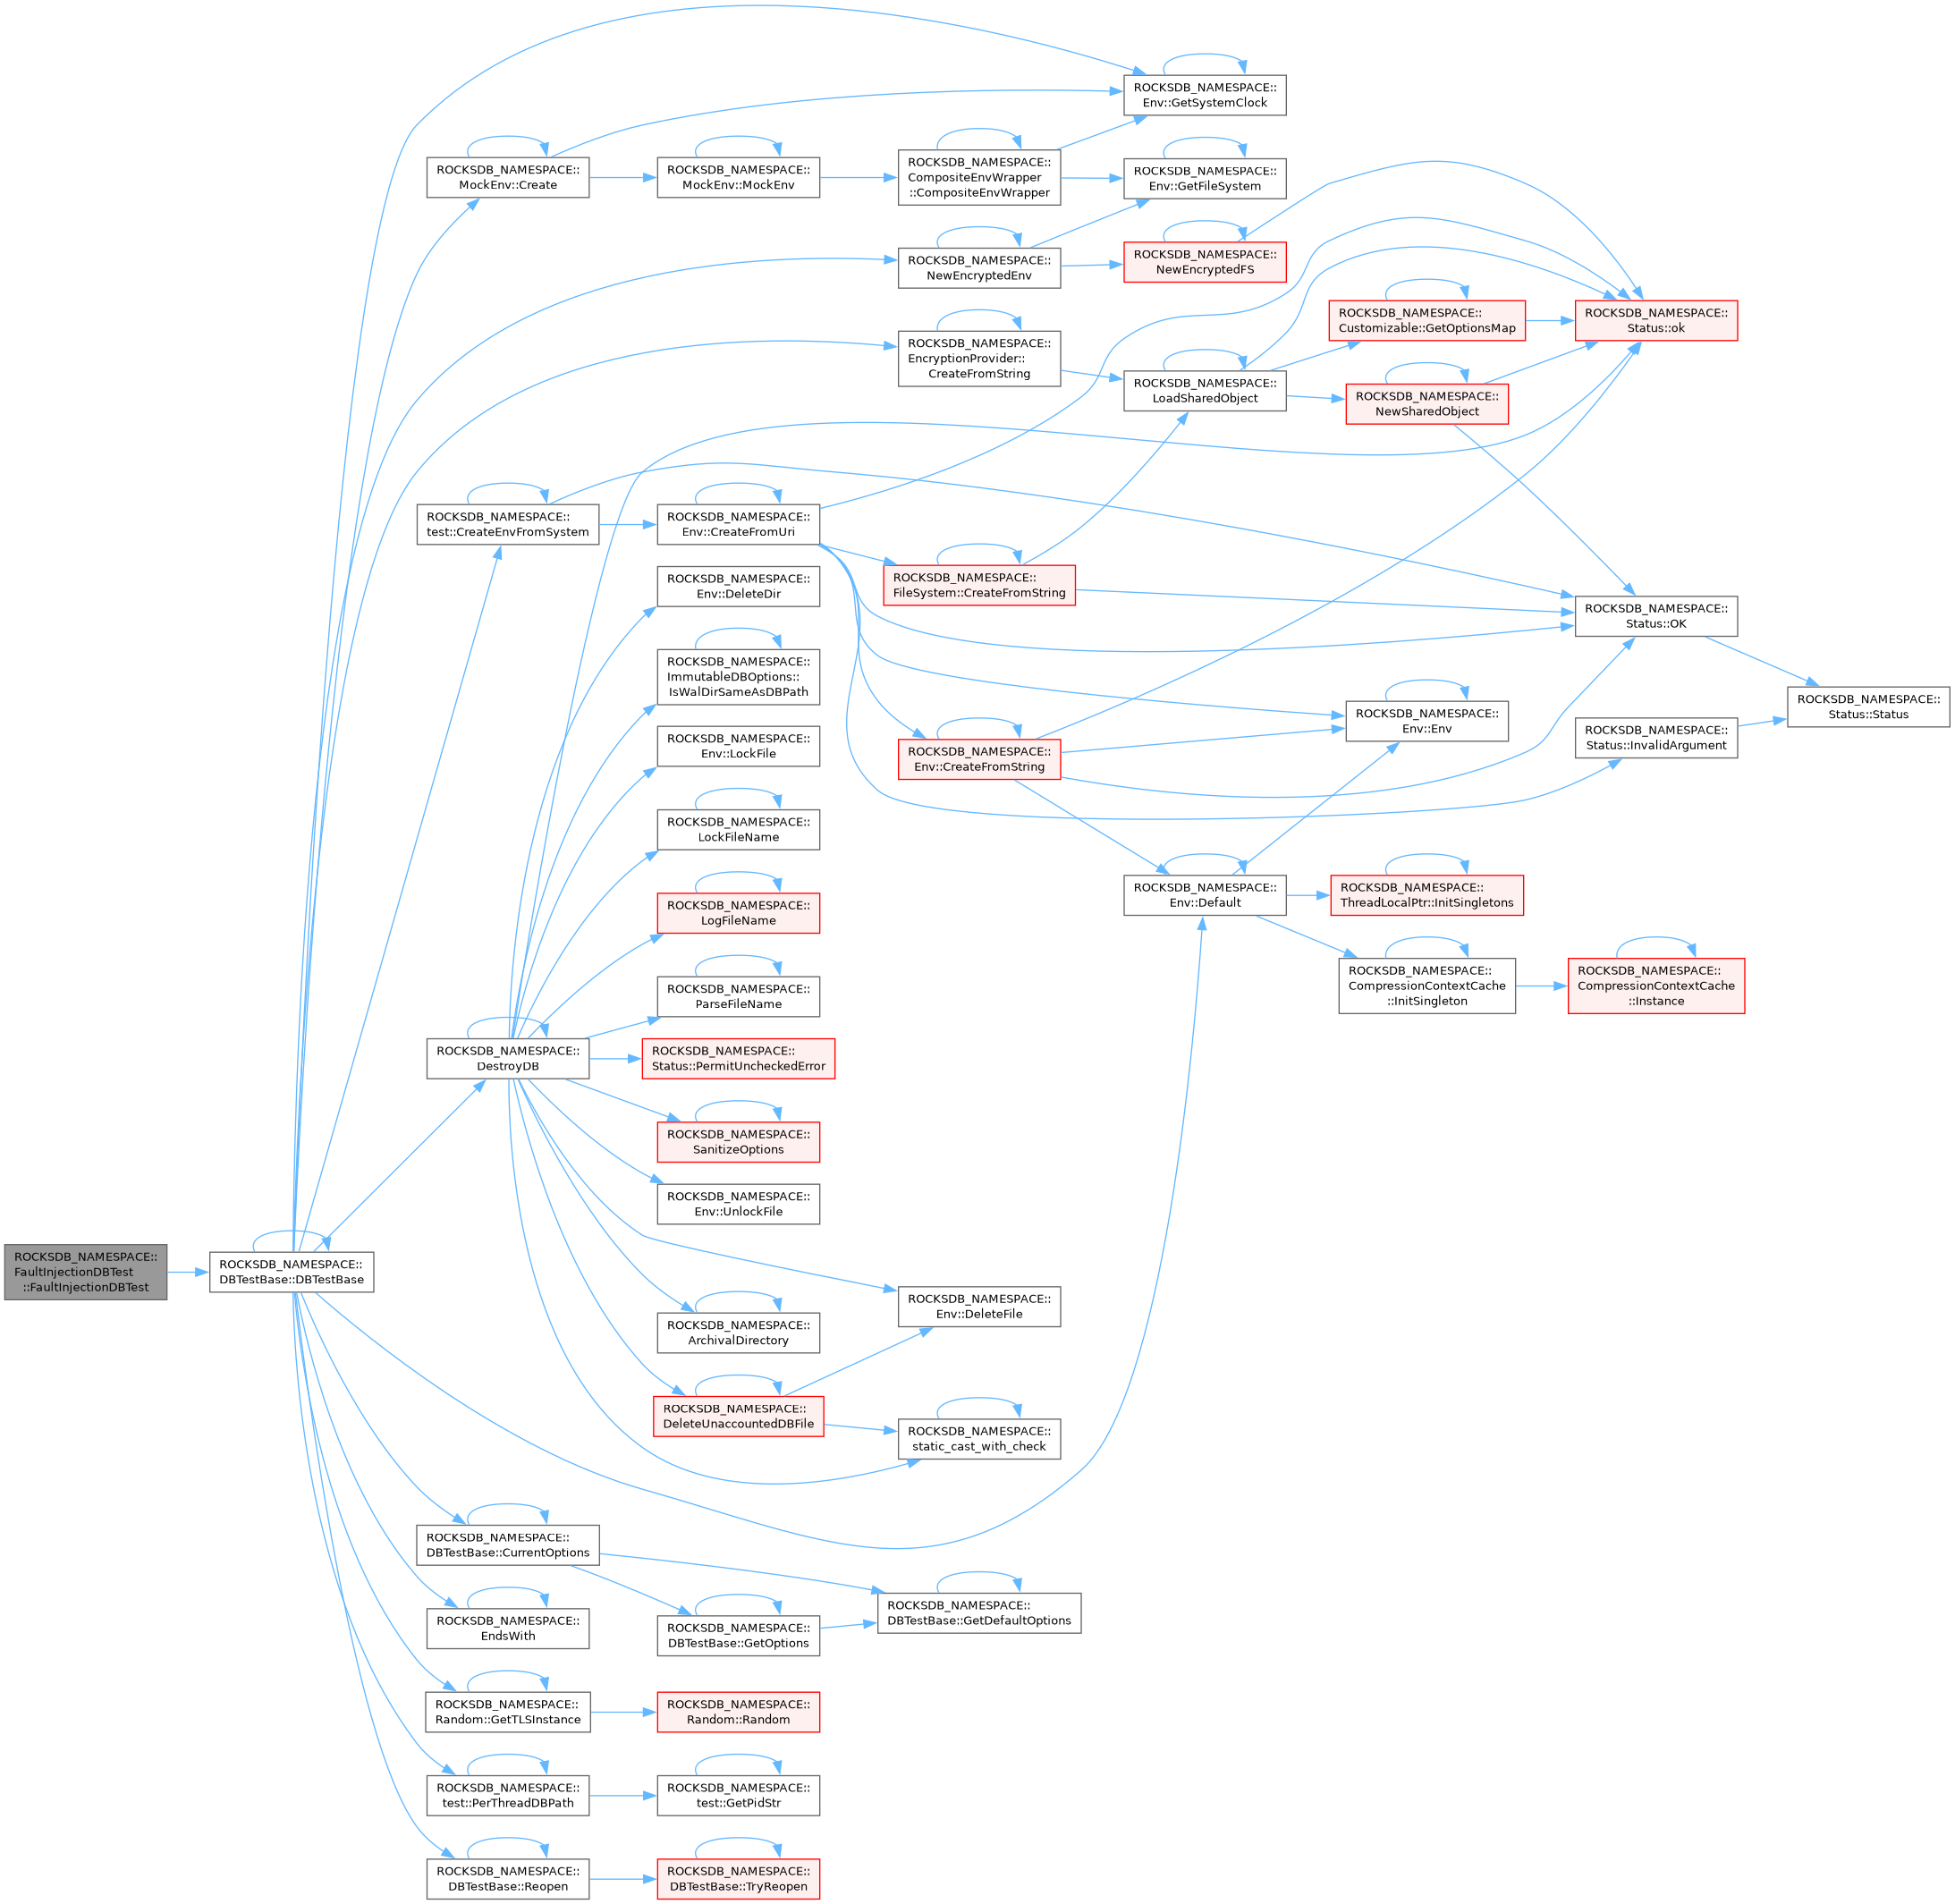 ROCKSDB_NAMESPACE::
FaultInjectionDBTest
::FaultInjectionDBTest
ROCKSDB_NAMESPACE::
DBTestBase::DBTestBase
ROCKSDB_NAMESPACE::
MockEnv::Create
ROCKSDB_NAMESPACE::
test::CreateEnvFromSystem
ROCKSDB_NAMESPACE::
DestroyDB
ROCKSDB_NAMESPACE::
DBTestBase::CurrentOptions
ROCKSDB_NAMESPACE::
EndsWith
ROCKSDB_NAMESPACE::
Random::GetTLSInstance
ROCKSDB_NAMESPACE::
test::PerThreadDBPath
ROCKSDB_NAMESPACE::
DBTestBase::Reopen
ROCKSDB_NAMESPACE::
MockEnv::MockEnv
ROCKSDB_NAMESPACE::
Env::CreateFromUri
ROCKSDB_NAMESPACE::
Env::DeleteDir
ROCKSDB_NAMESPACE::
ImmutableDBOptions::
IsWalDirSameAsDBPath
ROCKSDB_NAMESPACE::
Env::LockFile
ROCKSDB_NAMESPACE::
LockFileName
ROCKSDB_NAMESPACE::
LogFileName
ROCKSDB_NAMESPACE::
ParseFileName
ROCKSDB_NAMESPACE::
Status::PermitUncheckedError
ROCKSDB_NAMESPACE::
SanitizeOptions
ROCKSDB_NAMESPACE::
Env::UnlockFile
ROCKSDB_NAMESPACE::
ArchivalDirectory
ROCKSDB_NAMESPACE::
DeleteUnaccountedDBFile
ROCKSDB_NAMESPACE::
DBTestBase::GetOptions
ROCKSDB_NAMESPACE::
Random::Random
ROCKSDB_NAMESPACE::
test::GetPidStr
ROCKSDB_NAMESPACE::
DBTestBase::TryReopen
ROCKSDB_NAMESPACE::
CompositeEnvWrapper
::CompositeEnvWrapper
ROCKSDB_NAMESPACE::
NewEncryptedEnv
ROCKSDB_NAMESPACE::
EncryptionProvider::
CreateFromString
ROCKSDB_NAMESPACE::
FileSystem::CreateFromString
ROCKSDB_NAMESPACE::
Env::CreateFromString
ROCKSDB_NAMESPACE::
Env::DeleteFile
ROCKSDB_NAMESPACE::
static_cast_with_check
ROCKSDB_NAMESPACE::
DBTestBase::GetDefaultOptions
ROCKSDB_NAMESPACE::
Env::GetSystemClock
ROCKSDB_NAMESPACE::
Env::GetFileSystem
ROCKSDB_NAMESPACE::
NewEncryptedFS
ROCKSDB_NAMESPACE::
LoadSharedObject
ROCKSDB_NAMESPACE::
Env::Default
ROCKSDB_NAMESPACE::
Customizable::GetOptionsMap
ROCKSDB_NAMESPACE::
NewSharedObject
ROCKSDB_NAMESPACE::
Env::Env
ROCKSDB_NAMESPACE::
ThreadLocalPtr::InitSingletons
ROCKSDB_NAMESPACE::
CompressionContextCache
::InitSingleton
ROCKSDB_NAMESPACE::
Status::ok
ROCKSDB_NAMESPACE::
Status::OK
ROCKSDB_NAMESPACE::
Status::InvalidArgument
ROCKSDB_NAMESPACE::
CompressionContextCache
::Instance
ROCKSDB_NAMESPACE::
Status::Status